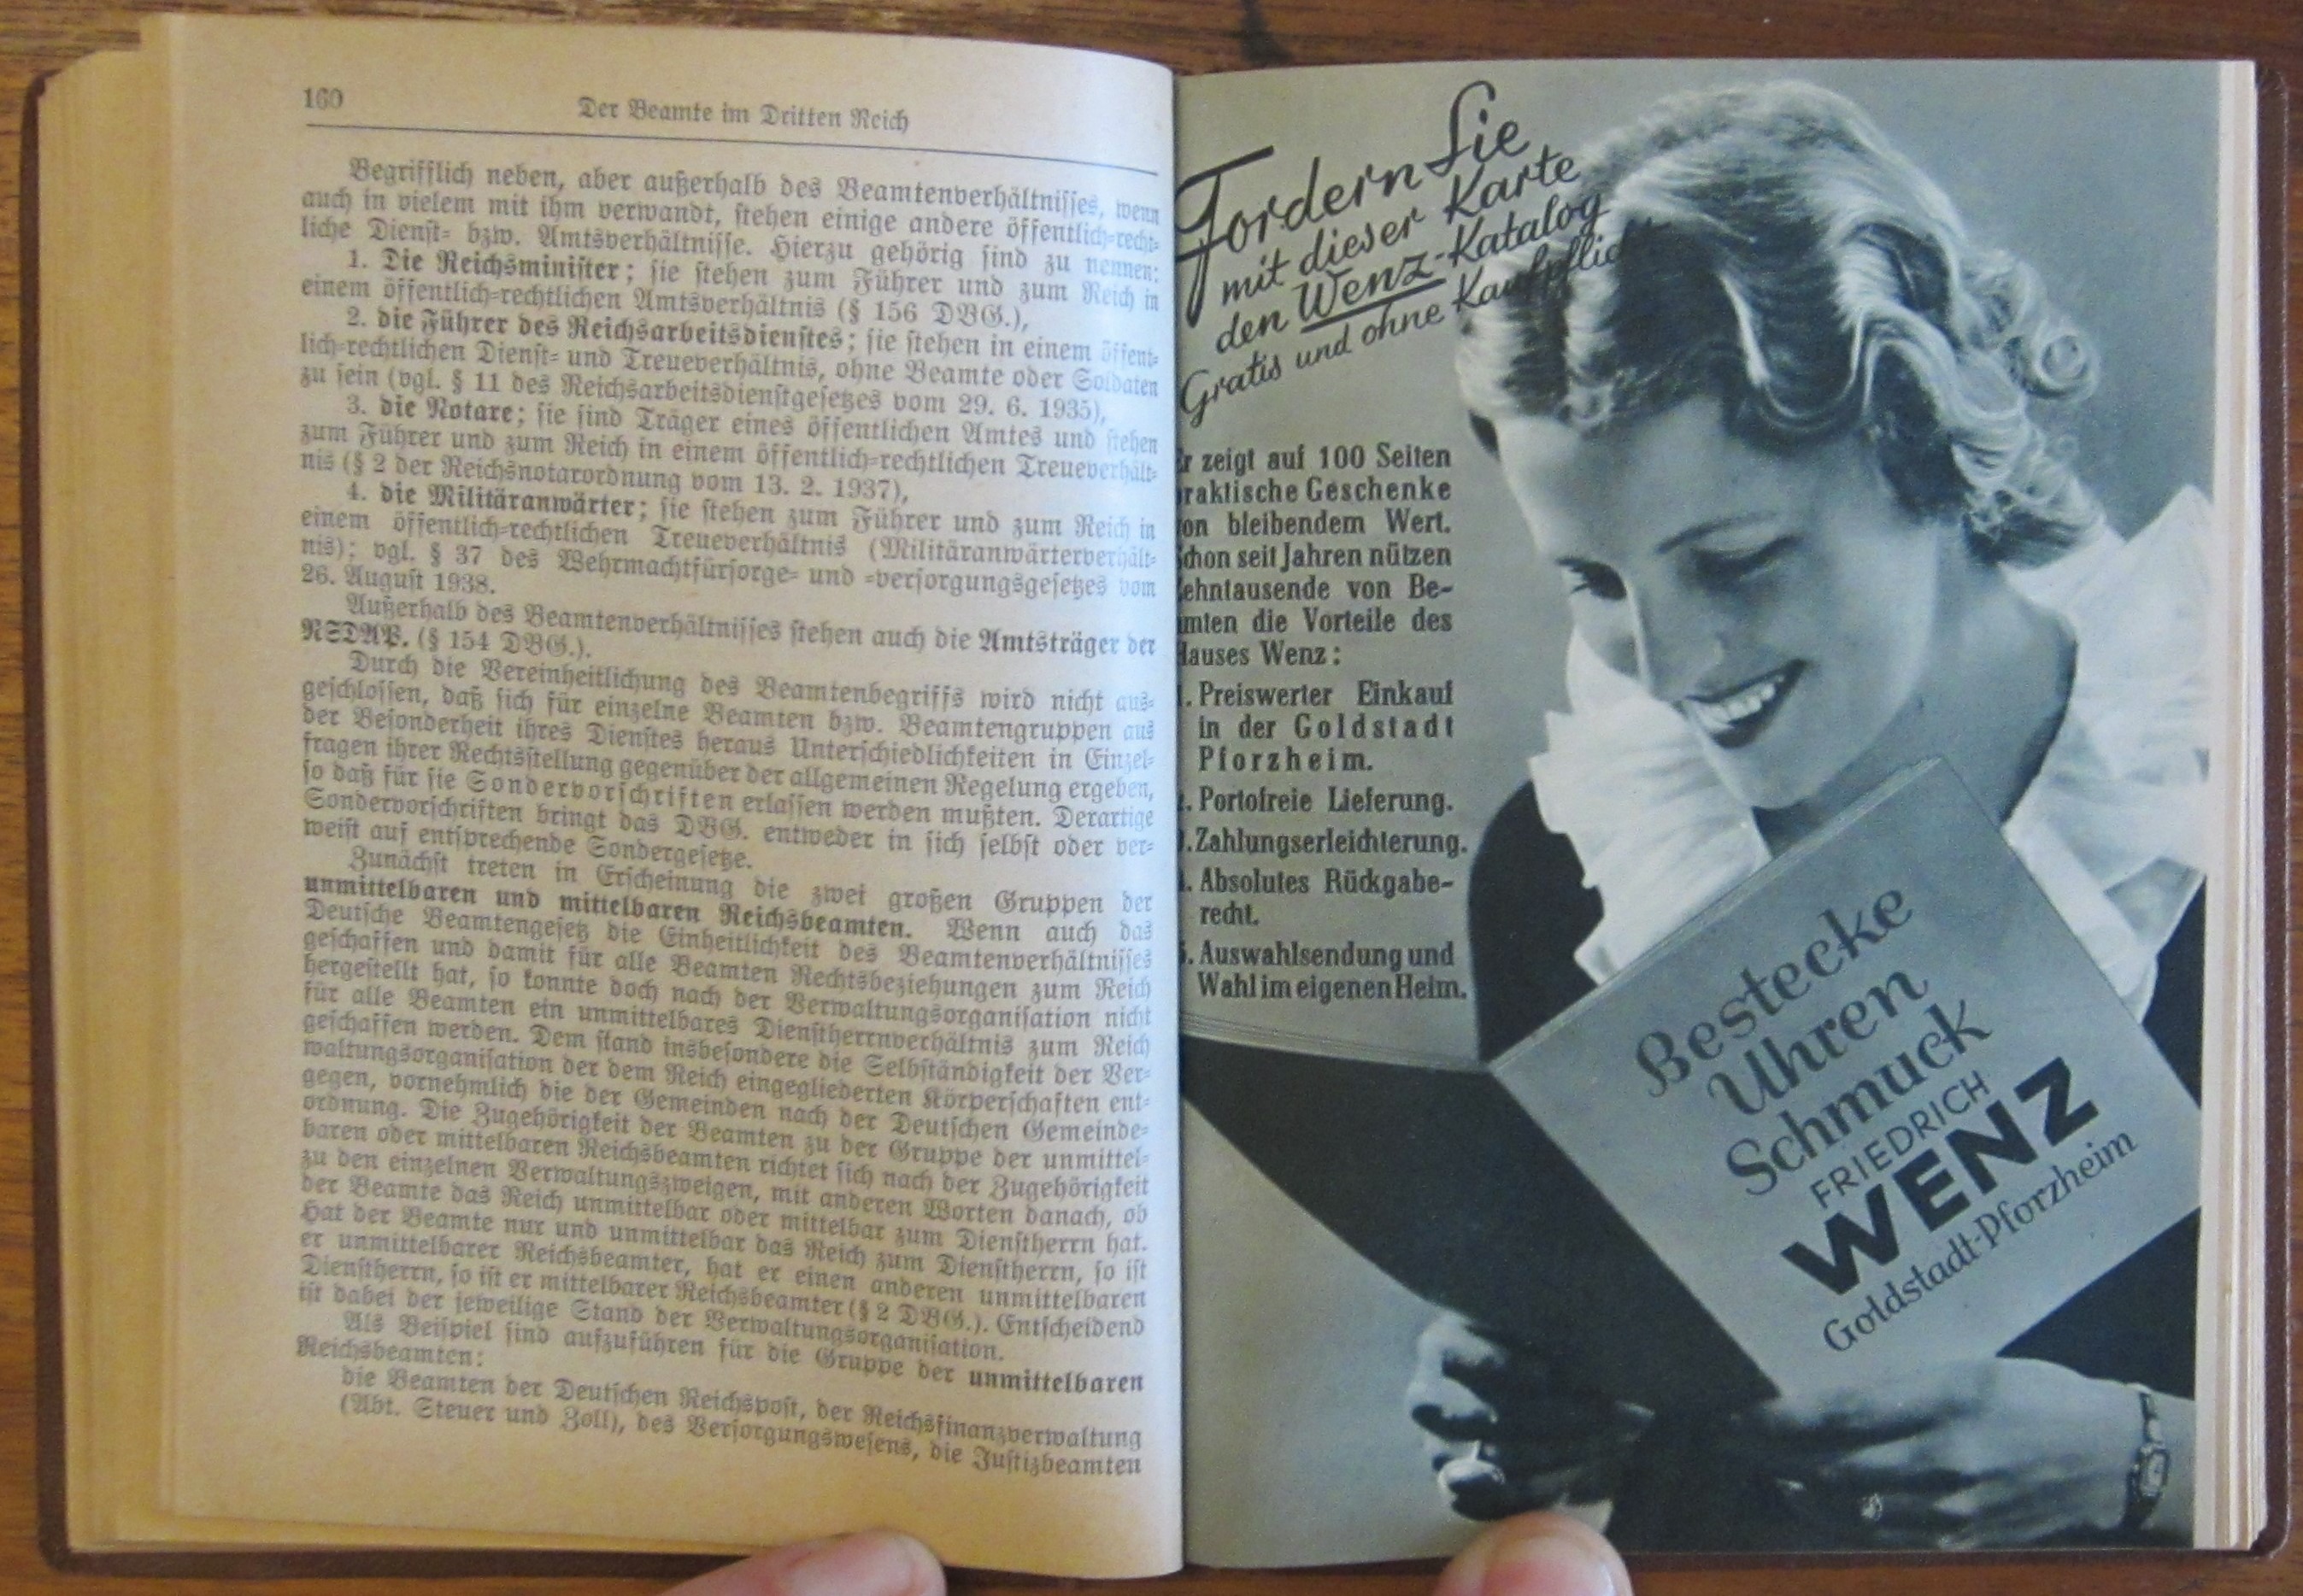 160
Der Beamte im Dritten Reich
Begrifflich neben, aber außerhalb des Beamtenverhältnisses, wenn
auch in vielem mit ihm verwandt, stehen einige andere öffentlich-recht-
liche Dienst- bzw. Amtsverhältnisse. Hierzu gehörig sind zu nennen:
1. Die Reichsminister; sie stehen zum Führer und zum Reich in
einem öffentlich-rechtlichen Amtsverhältnis (§ 156 DBG.),
2. die Führer des Reichsarbeitsdienstes; sie stehen in einem öffent-
lich-rechtlichen Dienst- und Treueverhältnis, ohne Beamte oder Soldaten
zu sein (vgl. § 11 des Reichsarbeitsdienstgesetzes vom 29. 6. 1935),
3. die Notare; sie sind Träger eines öffentlichen Amtes und stehen
zum Führer und zum Reich in einem öffentlich-rechtlichen Treueverhält-
nis (§ 2 der Reichsnotarordnung vom 13. 2. 1937),
4. die Militäranwärter; sie stehen zum Führer und zum Reich in
einem öffentlich-rechtlichen Treueverhältnis (Militäranwärterverhält-
nis); vgl. § 37 des Wehrmachtfürsorge- und -versorgungsgesetzes vom
26. August 1938.
Außerhalb des Beamtenverhältnisses stehen auch die Amtsträger der
NSDAP. (§ 154 DBG.).
Durch die Vereinheitlichung des Beamtenbegriffs wird nicht aus-
geschlossen, daß sich für einzelne Beamten bzw. Beamtengruppen aus
der Besonderheit ihres Dienstes heraus Unterschiedlichkeiten in Einzel-
fragen ihrer Rechtsstellung gegenüber der allgemeinen Regelung ergeben,
so daß für sie Sondervorschriften erlassen werden mußten. Derartige
Sondervorschriften bringt das DBG. entweder in sich selbst oder ver-
weist auf entsprechende Sondergesetze.
Zunächst treten in Erscheinung die zwei großen Gruppen der
unmittelbaren und mittelbaren Reichsbeamten. Wenn auch das
Deutsche Beamtengesetz die Einheitlichkeit des Beamtenverhältnisses
geschaffen und damit für alle Beamten Rechtsbeziehungen zum Reich
hergestellt hat, so konnte doch nach der Verwaltungsorganisation nicht
für alle Beamten ein unmittelbares Dienstherrnverhältnis zum Reich
geschaffen werden. Dem stand insbesondere die Selbständigkeit der Ver-
waltungsorganisation der dem Reich eingegliederten Körperschaften ent-
gegen, vornehmlich die der Gemeinden nach der Deutschen Gemeinde-
ordnung. Die Zugehörigkeit der Beamten zu der Gruppe der unmittel-
baren oder mittelbaren Reichsbeamten richtet sich nach der Zugehörigkeit
zu den einzelnen Verwaltungszweigen, mit anderen Worten danach, ob
der Beamte das Reich unmittelbar oder mittelbar zum Dienstherrn hat.
Hat der Beamte nur und unmittelbar das Reich zum Dienstherrn, so ist
er unmittelbarer Reichsbeamter, hat er einen anderen unmittelbaren
Dienstherrn, so ist er mittelbarer Reichsbeamter (§ 2 DBG.). Entscheidend
ist dabei der jeweilige Stand der Verwaltungsorganisation.
Als Beispiel sind aufzuführen für die Gruppe der unmittelbaren
Reichsbeamten:
die Beamten der Deutschen Reichspost, der Reichsfinanzverwaltung
(Abt. Steuer und Zoll), des Versorgungswesens, die Justizbeamten
Fordern Sie
mit dieser Karte
den Wenz-Katalog
Gratis und ohne Kaufpflicht
Er zeigt auf 100 Seiten
praktische Geschenke
von bleibendem Wert.
Schon seit Jahren nützen
Zehntausende von Be-
amten die Vorteile des
Hauses Wenz:
1. Preiswerter Einkauf
in der Goldstadt
Pforzheim.
2. Portofreie Lieferung.
3. Zahlungserleichterung.
4. Absolutes Rückgabe-
recht.
5. Auswahlsendung und
Wahl im eigenen Heim.
Bestecke
Uhren
Schmuck
FRIEDRICH
WENZ
Goldstadt-Pforzheim